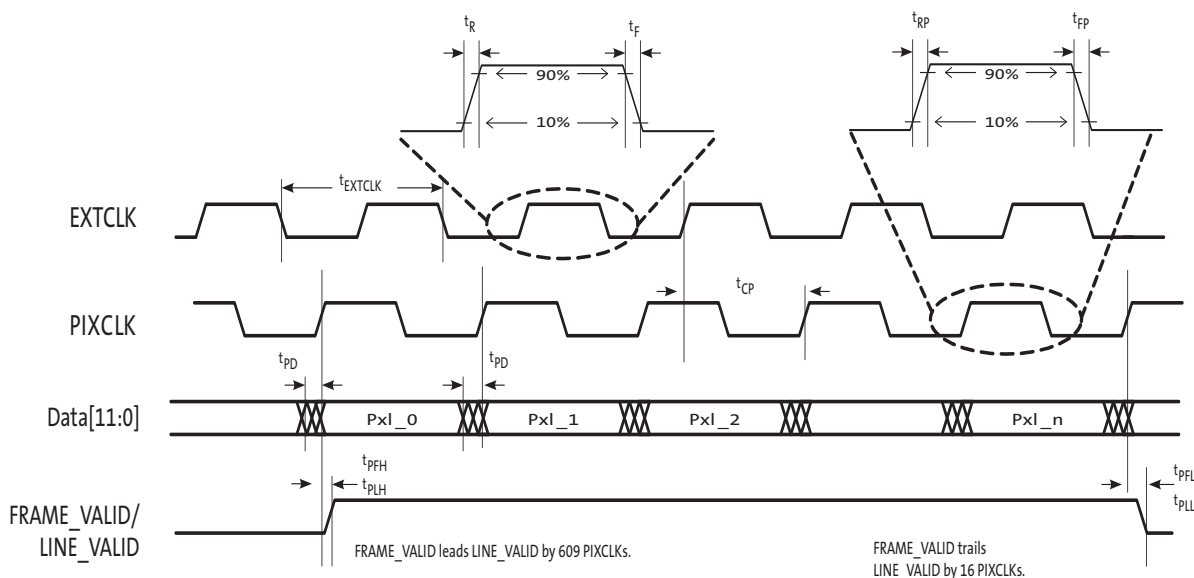 tR
tF
tRP
tFP
90%
90%
10%
10%
tEXTCLK
EXTCLK
tCP
PIXCLK
tPD
tPD
Data[11:0]
Pxl_0
Pxl_1
Pxl_2
Pxl_n
tPFH
tPLH
tPFL
tPLL
FRAME_VALID/
LINE_VALID
FRAME_VALID leads LINE_VALID by 609 PIXCLKs.
FRAME_VALID trails
LINE_VALID by 16 PIXCLKs.